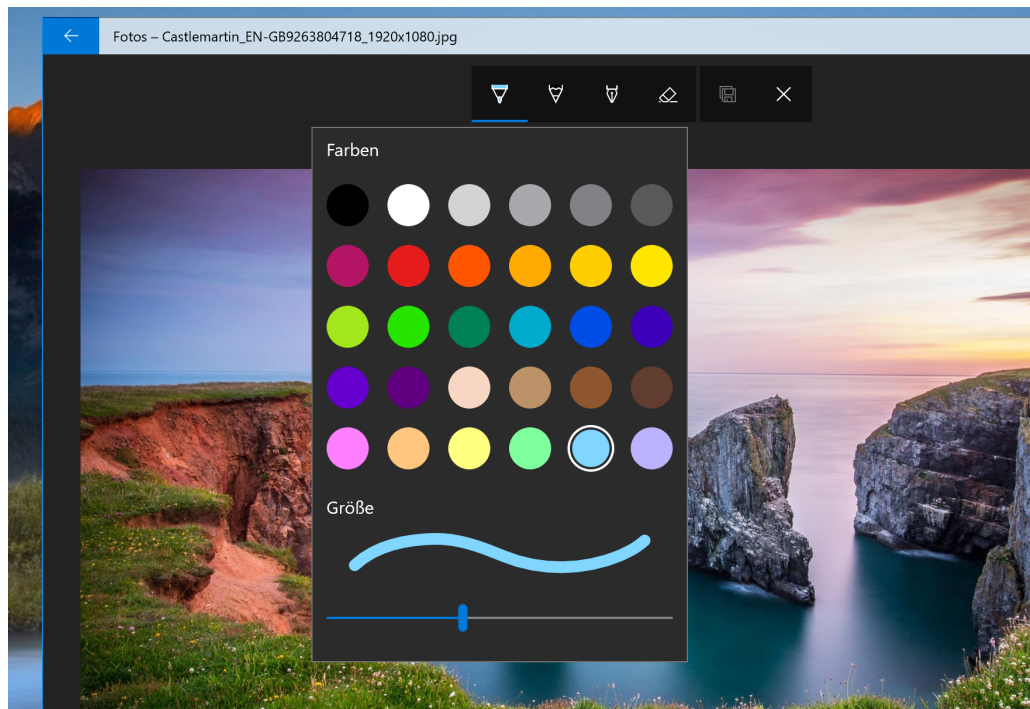 Fotos – Castlemartin_EN-GB9263804718_1920x1080.jpg
Farben
Größe